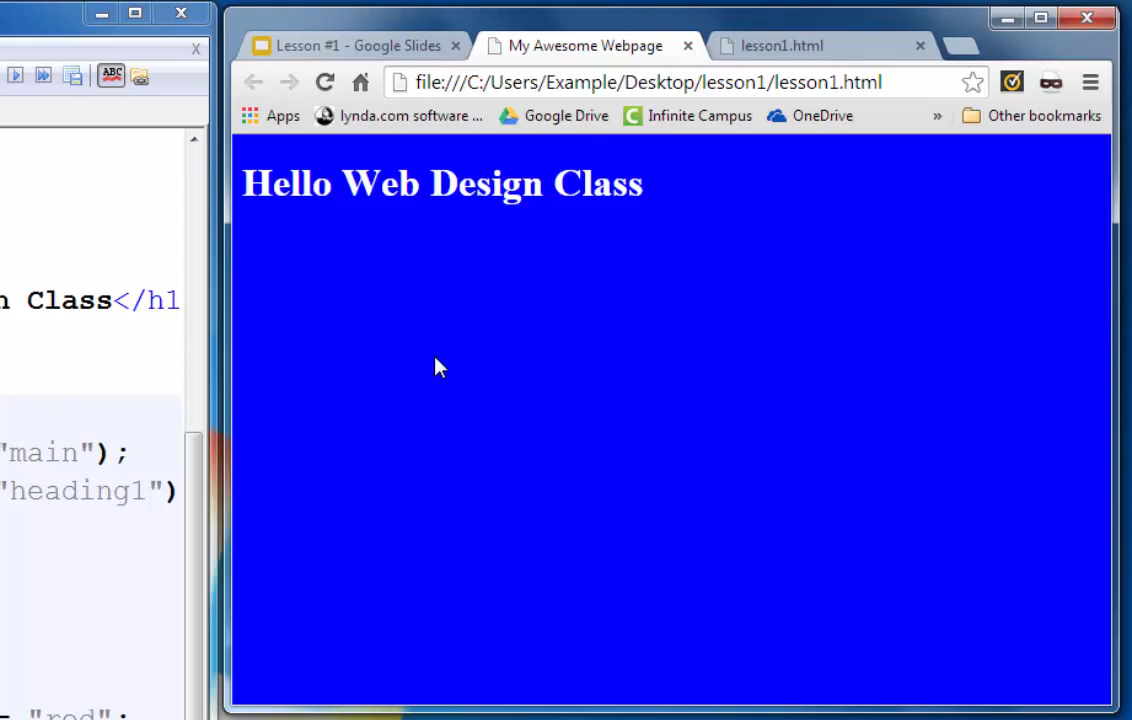 Lesson #1 - Google Slides
My Awesome Webpage
lesson1.html
file:///C:/Users/Example/Desktop/lesson1/lesson1.html
Apps
lynda.com software ...
Google Drive
Infinite Campus
OneDrive
»
Other bookmarks
Hello Web Design Class
ABC
n Class</h1
"main");
"heading1")
= "red";